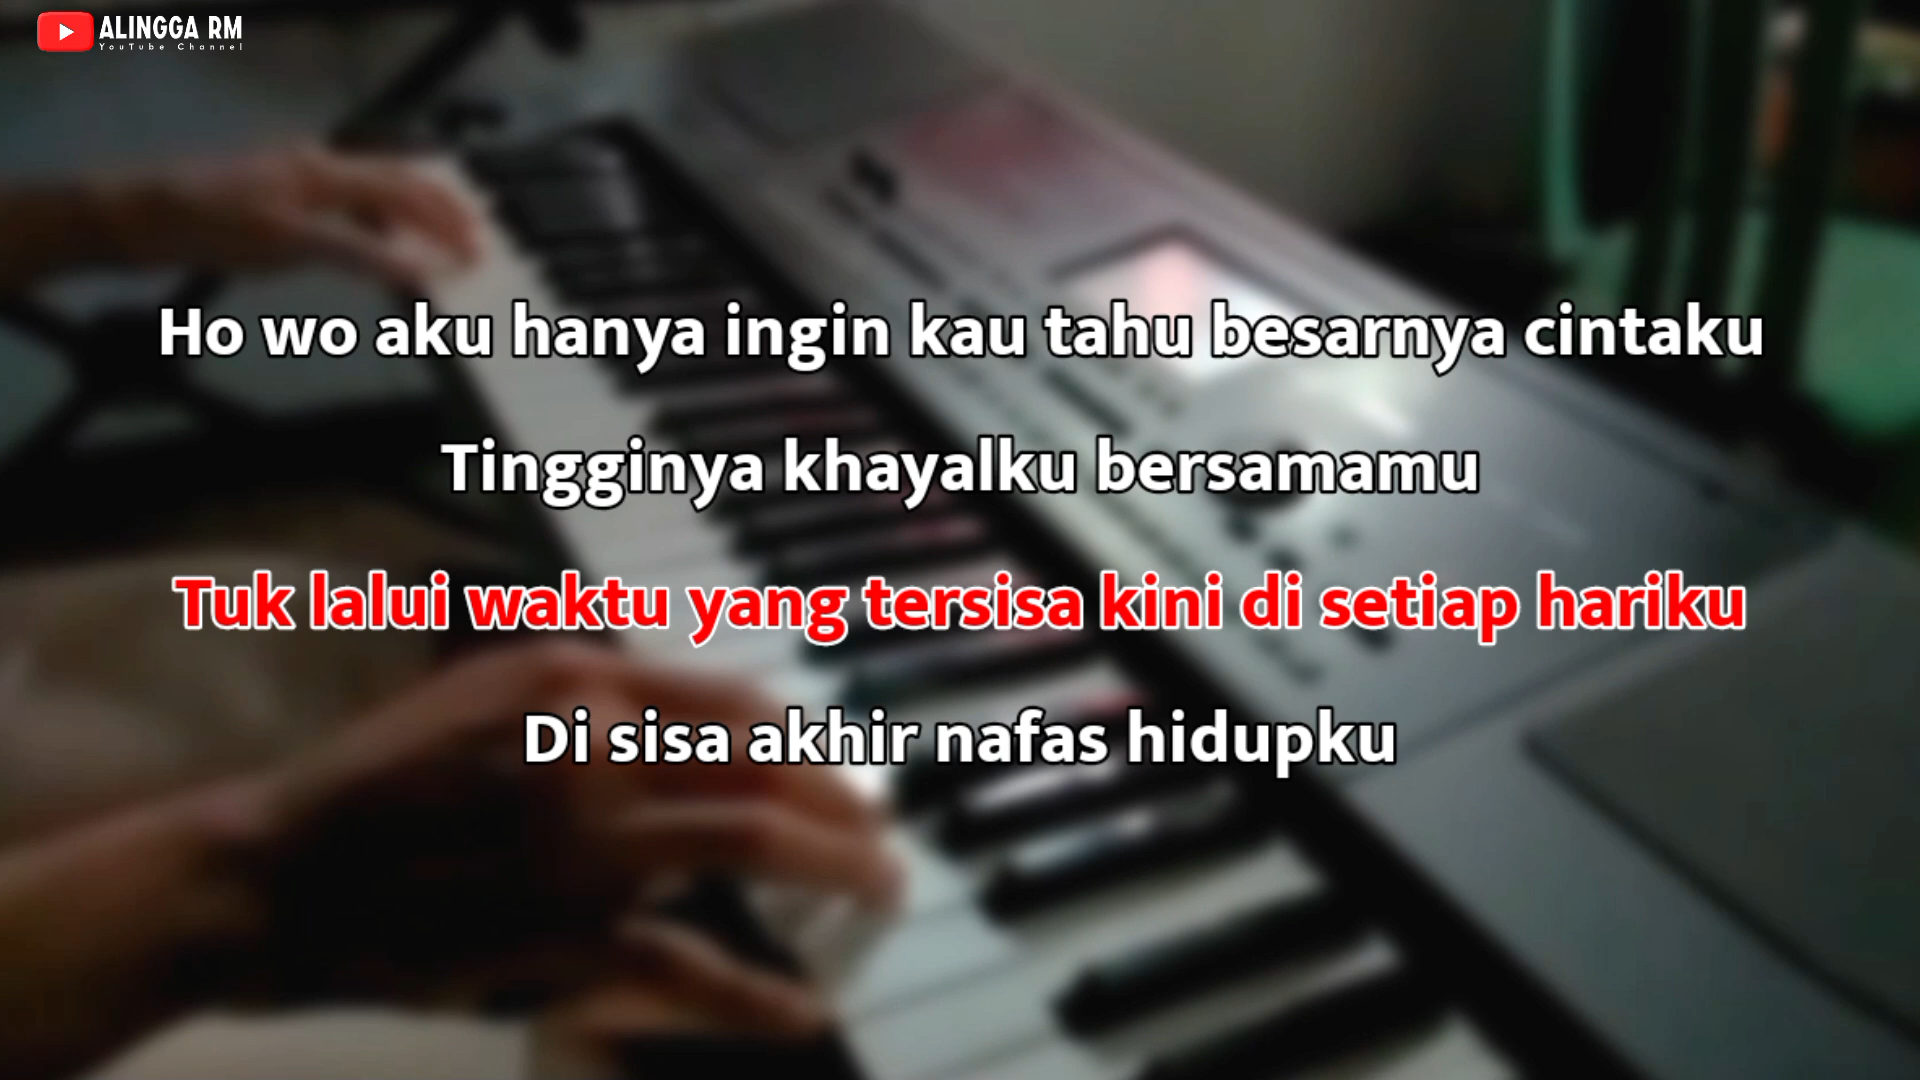 ALINGGA RM
YouTube Channel
Ho wo aku hanya ingin kau tahu besarnya cintaku
Tingginya khayalku bersamamu
Tuk lalui waktu yang tersisa kini di setiap hariku
Di sisa akhir nafas hidupku